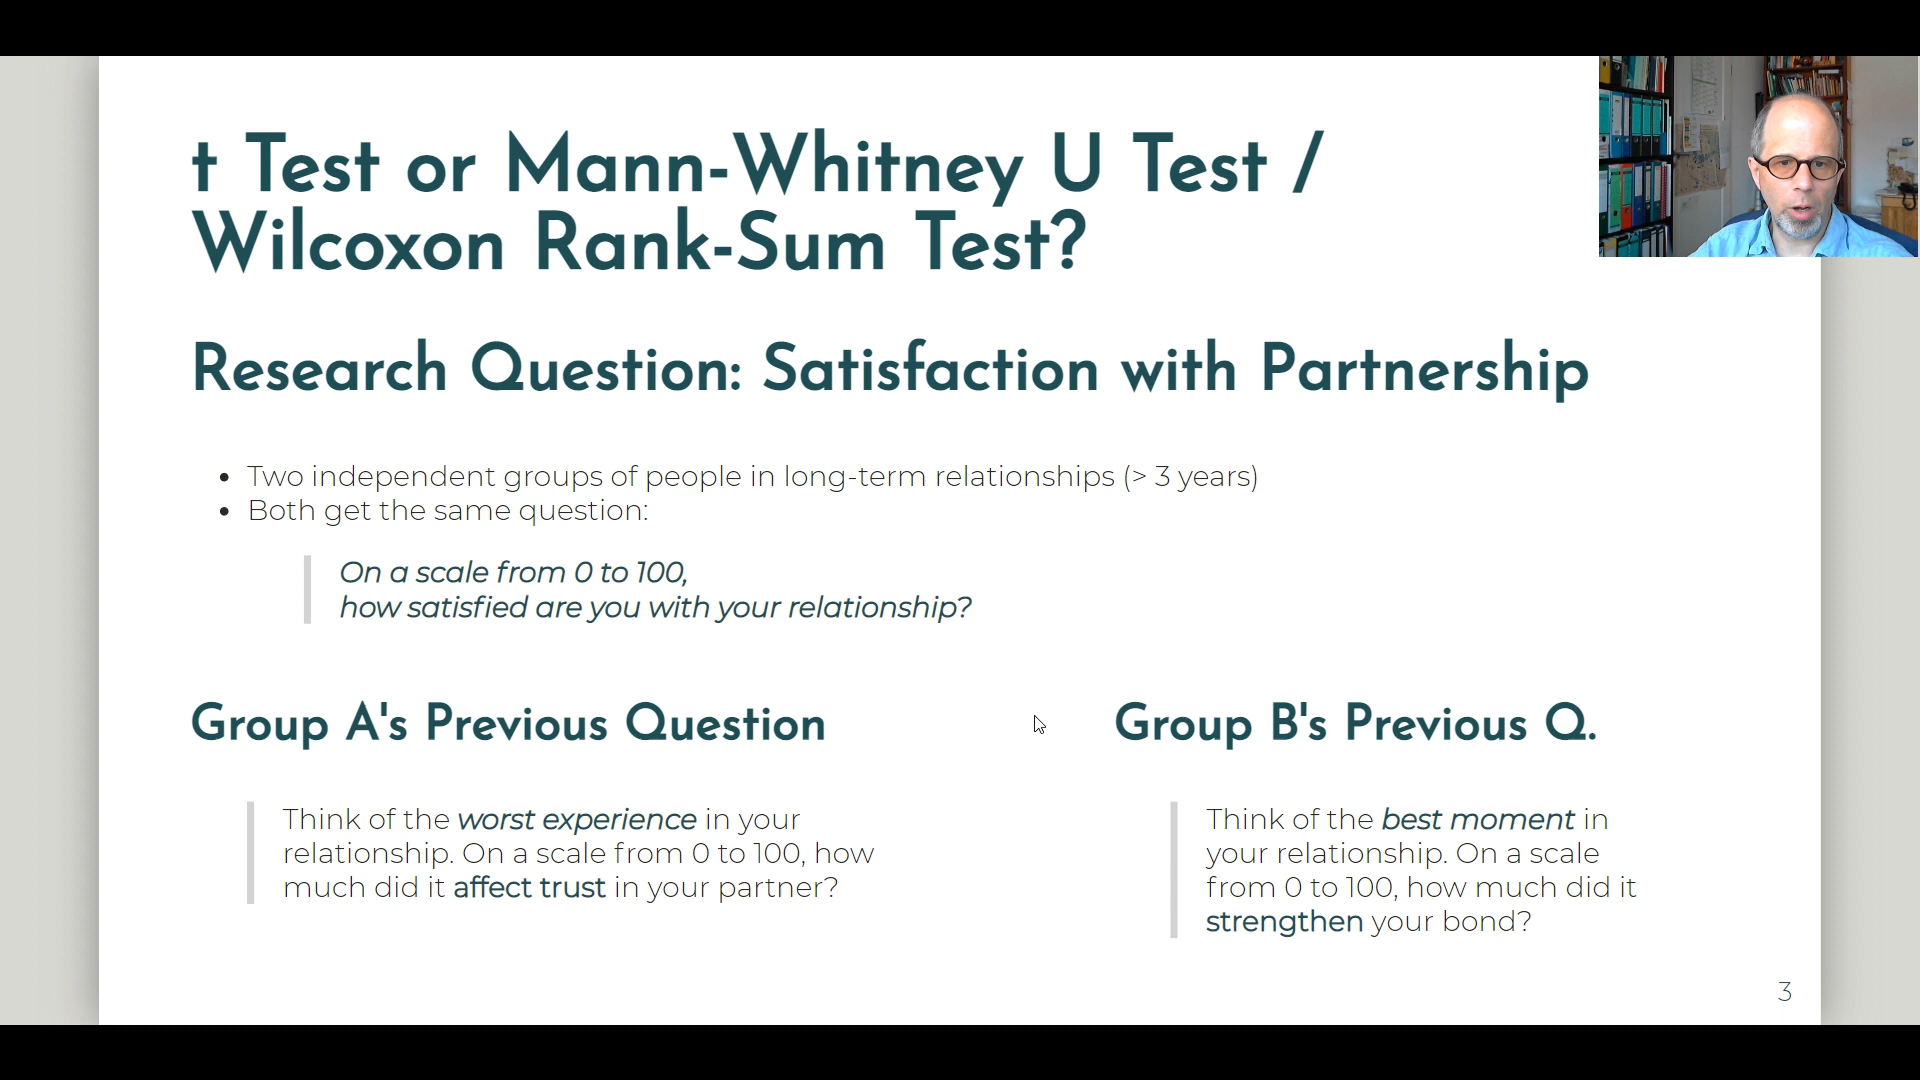 t Test or Mann-Whitney U Test /
Wilcoxon Rank-Sum Test?
Research Question: Satisfaction with Partnership
• Two independent groups of people in long-term relationships (> 3 years)
• Both get the same question:
On a scale from 0 to 100,
how satisfied are you with your relationship?
Group A's Previous Question
Think of the worst experience in your
relationship. On a scale from 0 to 100, how
much did it affect trust in your partner?
Group B's Previous Q.
Think of the best moment in
your relationship. On a scale
from 0 to 100, how much did it
strengthen your bond?
3